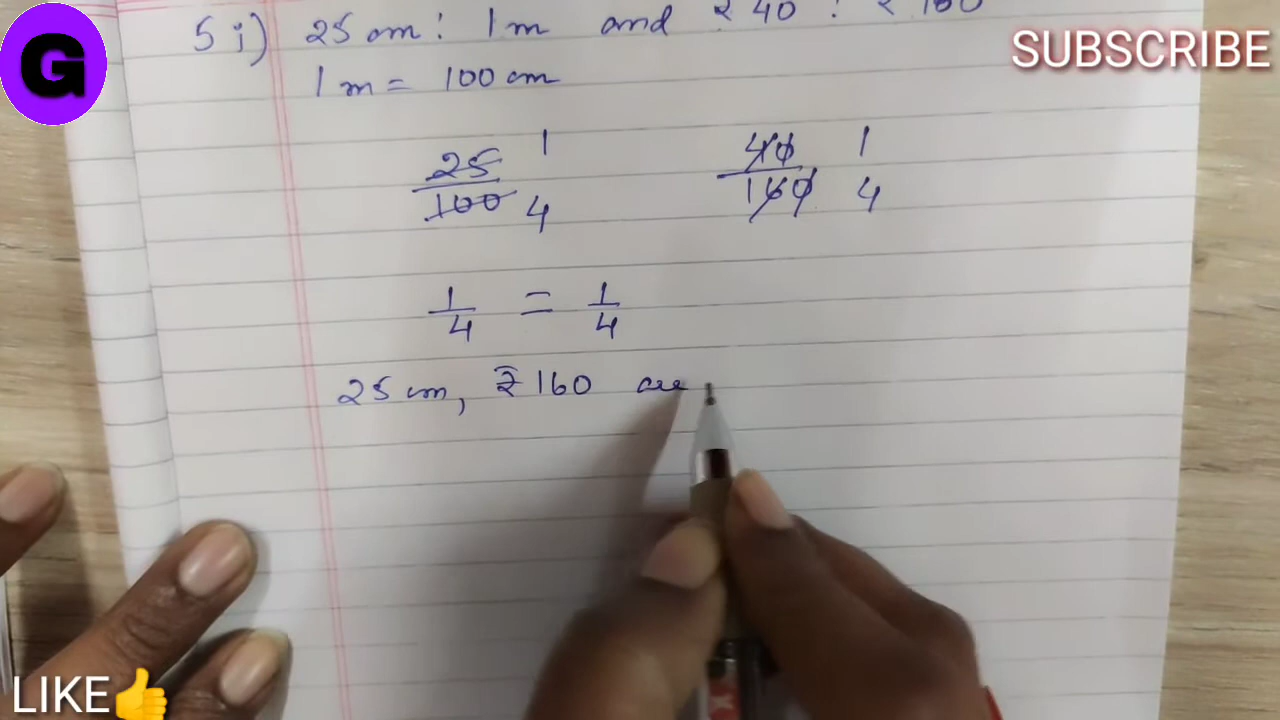 G
SUBSCRIBE
5 i) 25 cm : 1 m and ₹ 40 : ₹ 160
1 m = 100 cm
25/100 1/4 40/160 1/4
1/4 = 1/4
25 cm, ₹ 160 are
LIKE👍